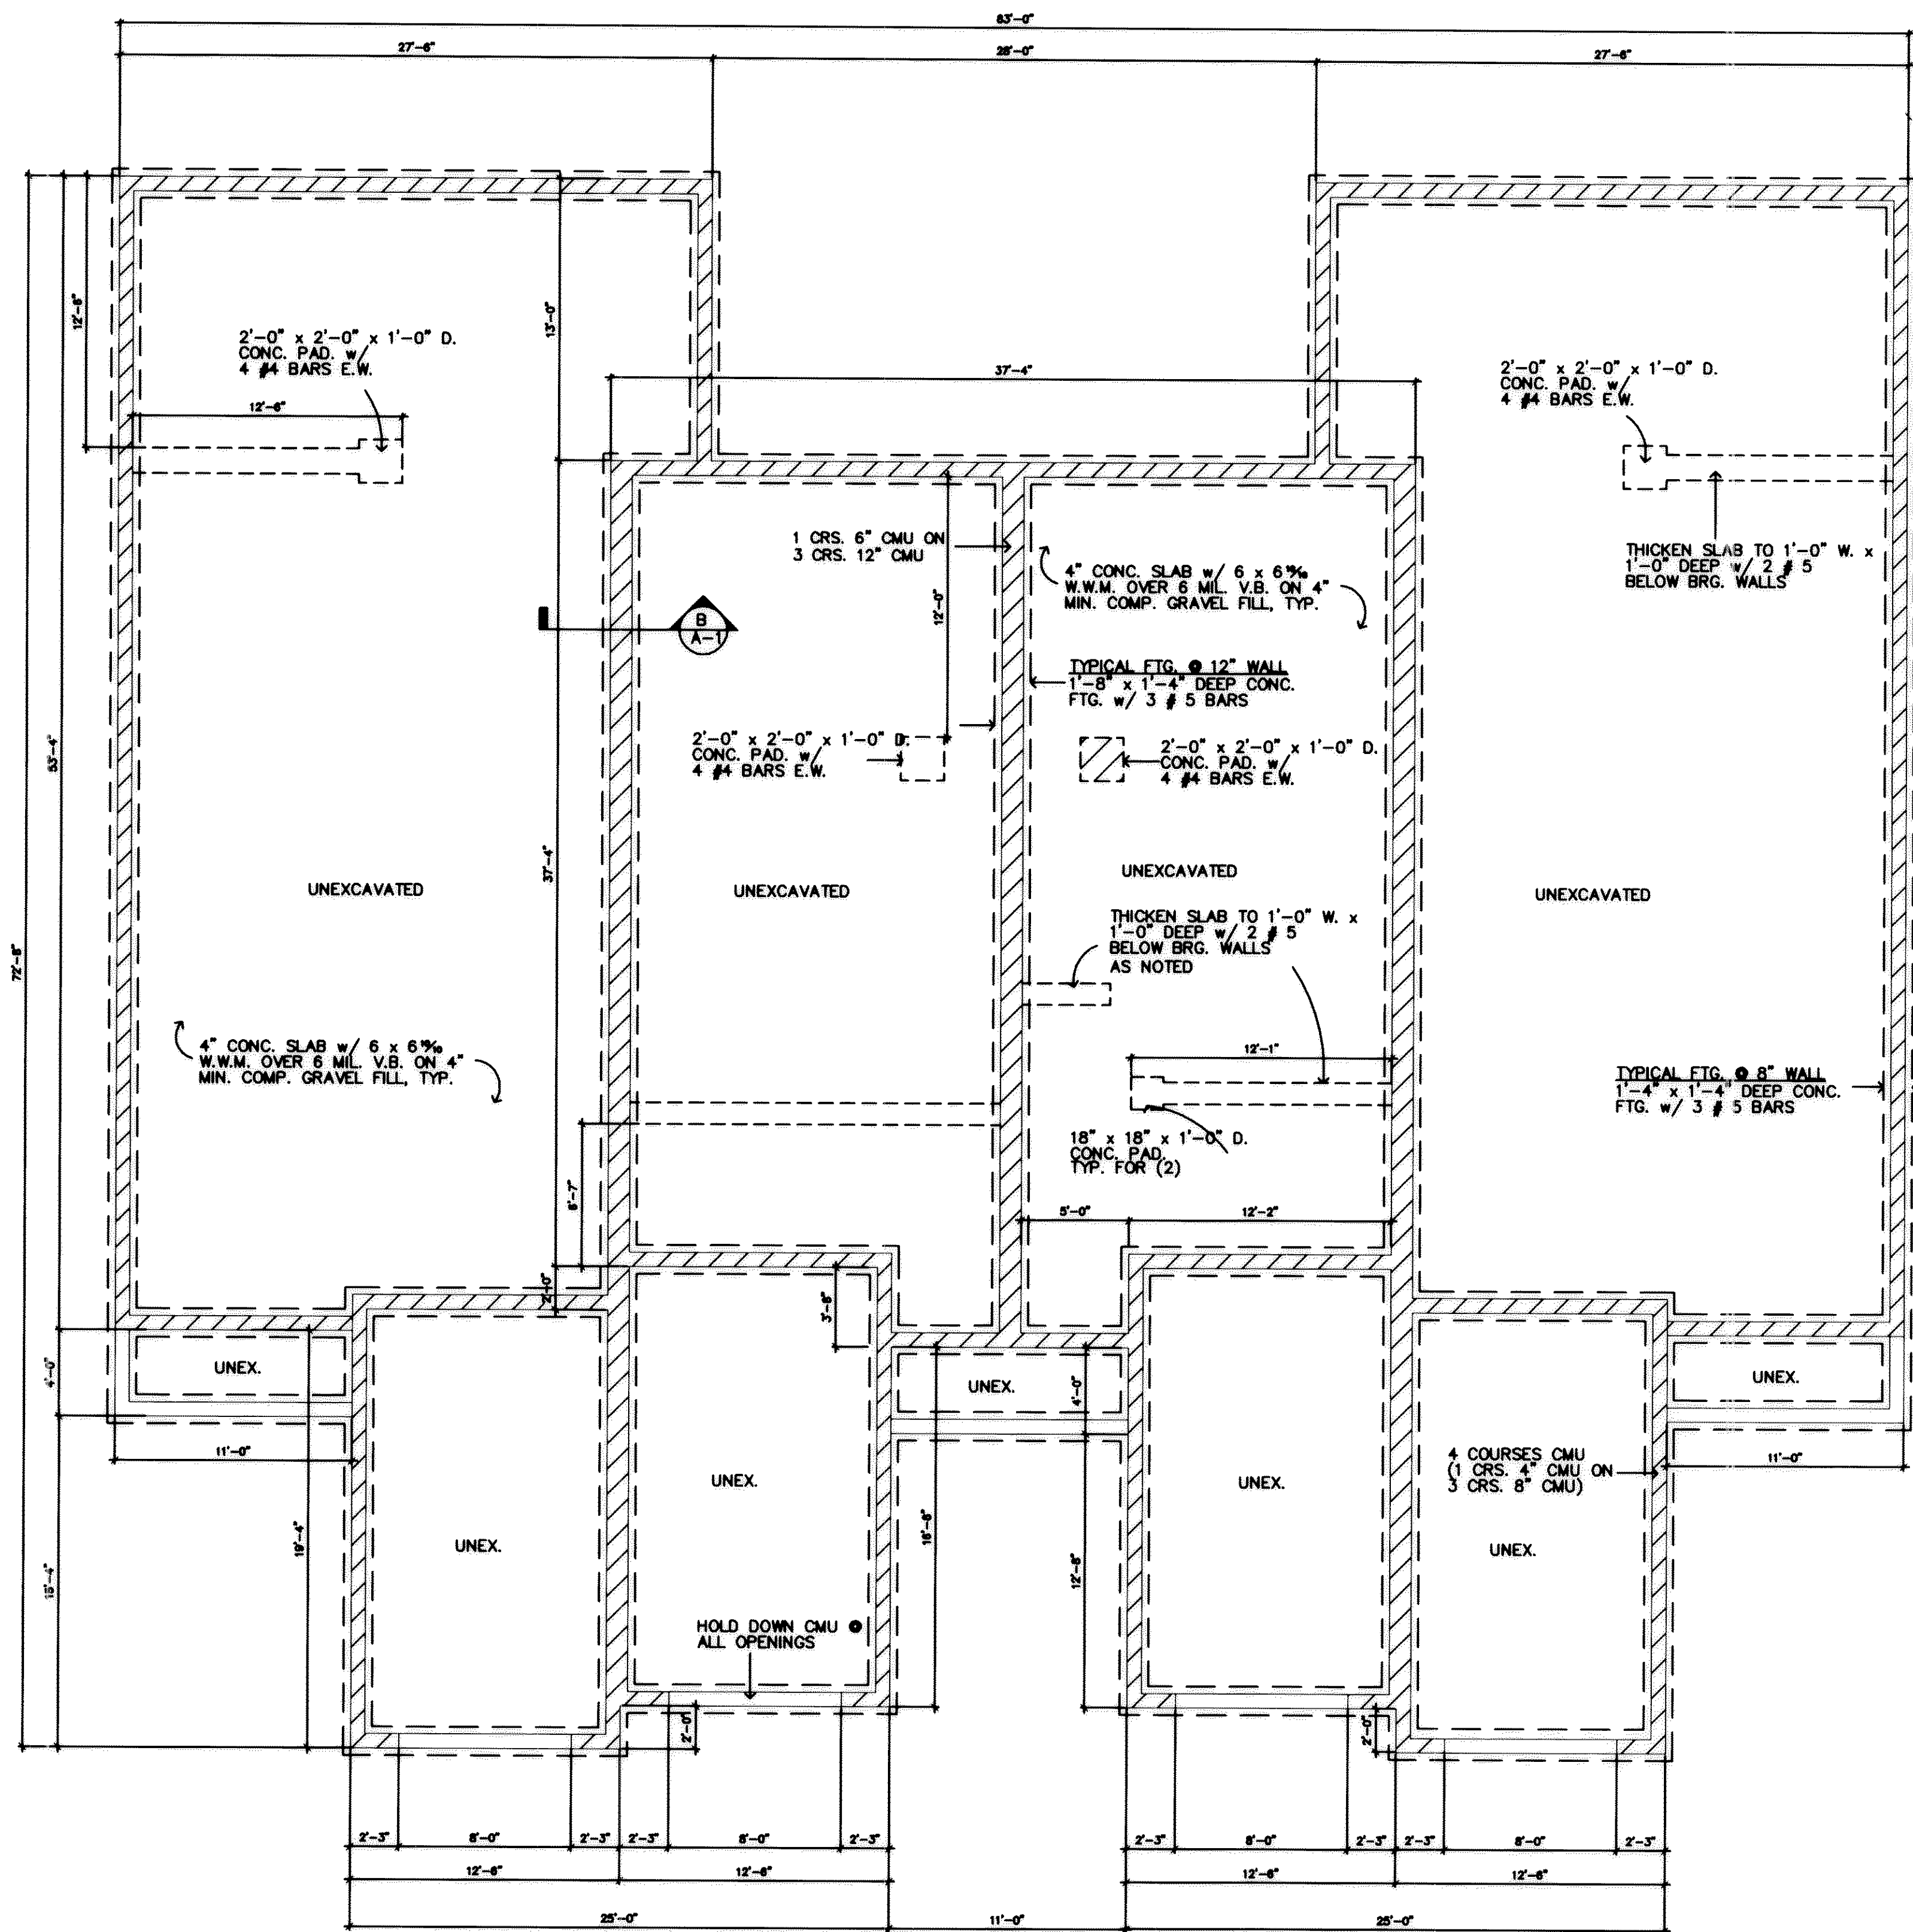 83'-0"
27'-6"
28'-0"
27'-6"
12'-6"
13'-0"
2'-0" x 2'-0" x 1'-0" D.
CONC. PAD. w/
4 #4 BARS E.W.
12'-6"
37'-4"
2'-0" x 2'-0" x 1'-0" D.
CONC. PAD. w/
4 #4 BARS E.W.
1 CRS. 6" CMU ON
3 CRS. 12" CMU
12'-0"
4" CONC. SLAB w/ 6 x 6
W.W.M. OVER 6 MIL. V.B. ON 4"
MIN. COMP. GRAVEL FILL, TYP.
THICKEN SLAB TO 1'-0" W. x
1'-0" DEEP w/ 2 # 5
BELOW BRG. WALLS
B
A-1
TYPICAL FTG. @ 12" WALL
1'-8" x 1'-4" DEEP CONC.
FTG. w/ 3 # 5 BARS
53'-4"
2'-0" x 2'-0" x 1'-0" D.
CONC. PAD. w/
4 #4 BARS E.W.
2'-0" x 2'-0" x 1'-0" D.
CONC. PAD. w/
4 #4 BARS E.W.
37'-4"
UNEXCAVATED
UNEXCAVATED
UNEXCAVATED
UNEXCAVATED
THICKEN SLAB TO 1'-0" W. x
1'-0" DEEP w/ 2 # 5
BELOW BRG. WALLS
AS NOTED
72'-8"
4" CONC. SLAB w/ 6 x 6
W.W.M. OVER 6 MIL. V.B. ON 4"
MIN. COMP. GRAVEL FILL, TYP.
12'-1"
TYPICAL FTG. @ 8" WALL
1'-4" x 1'-4" DEEP CONC.
FTG. w/ 3 # 5 BARS
18" x 18" x 1'-0" D.
CONC. PAD.
TYP. FOR (2)
6'-7"
5'-0"
12'-2"
2'-0"
3'-8"
4'-0"
UNEX.
UNEX.
4'-0"
UNEX.
11'-0"
11'-0"
UNEX.
UNEX.
4 COURSES CMU
(1 CRS. 4" CMU ON
3 CRS. 8" CMU)
19'-4"
15'-4"
UNEX.
16'-8"
12'-8"
UNEX.
HOLD DOWN CMU @
ALL OPENINGS
2'-0"
2'-0"
2'-3"
8'-0"
2'-3"
2'-3"
8'-0"
2'-3"
2'-3"
8'-0"
2'-3"
2'-3"
8'-0"
2'-3"
12'-6"
12'-6"
12'-6"
12'-6"
25'-0"
11'-0"
25'-0"